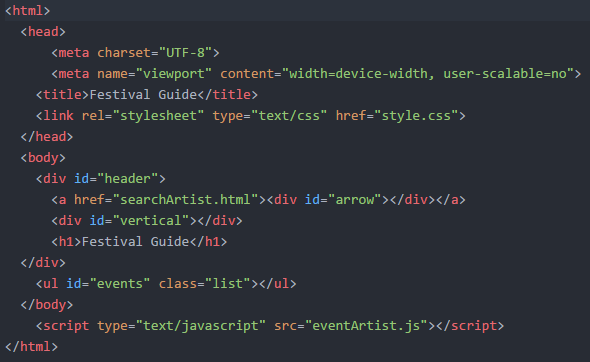 <html>
<head>
<meta charset="UTF-8">
<meta name="viewport" content="width=device-width, user-scalable=no">
<title>Festival Guide</title>
<link rel="stylesheet" type="text/css" href="style.css">
</head>
<body>
<div id="header">
<a href="searchArtist.html"><div id="arrow"></div></a>
<div id="vertical"></div>
<h1>Festival Guide</h1>
</div>
<ul id="events" class="list"></ul>
</body>
<script type="text/javascript" src="eventArtist.js"></script>
</html>